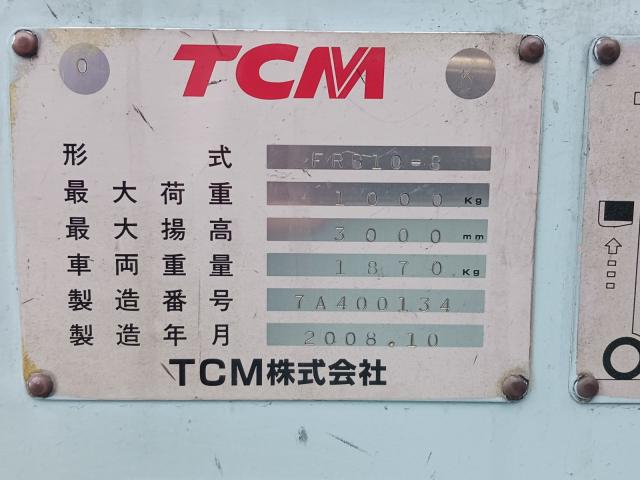 O TCM K
形式 FRB10-8
最大荷重 1000 Kg
最大揚高 3000 mm
車両重量 1870 Kg
製造番号 7A400134
製造年月 2008.10
TCM株式会社